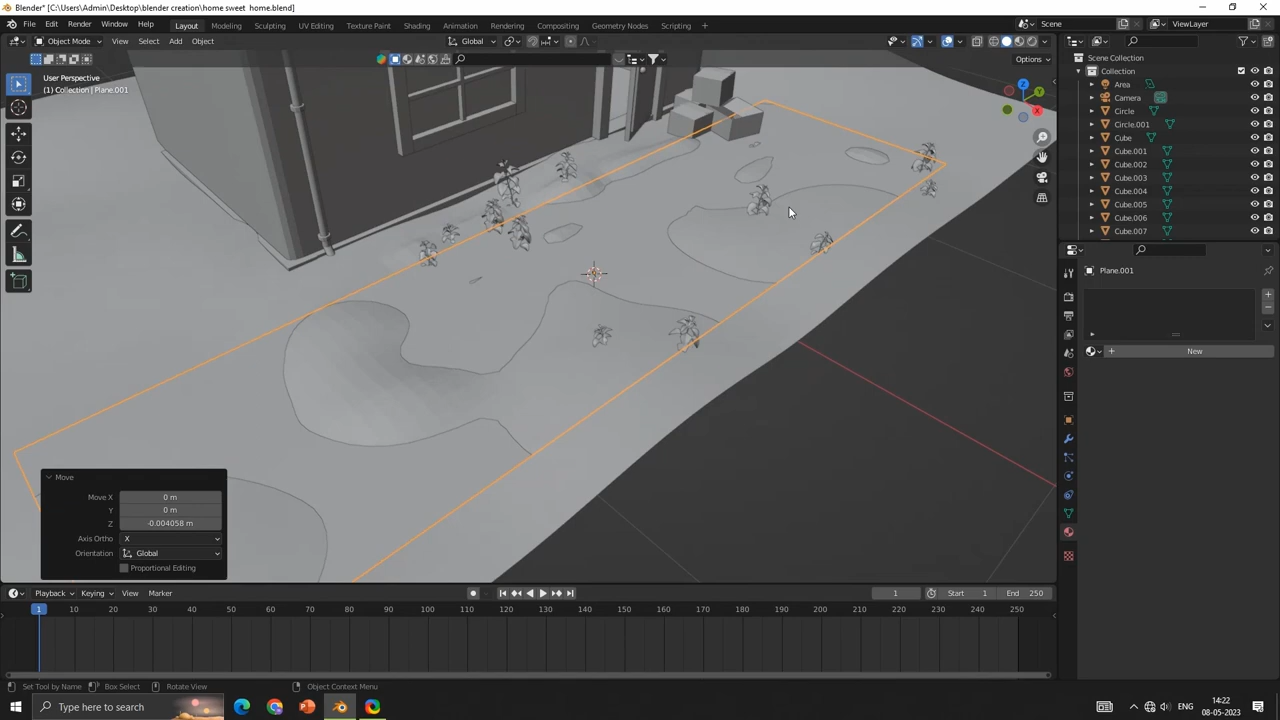 Blender* [C:\Users\Admin\Desktop\blender creation\home sweet  home.blend]
File Edit Render Window Help Layout Modeling Sculpting UV Editing Texture Paint Shading Animation Rendering Compositing Geometry Nodes Scripting + Scene ViewLayer
Object Mode View Select Add Object Global
Options
User Perspective
(1) Collection | Plane.001
Scene Collection
Collection
Area
Camera
Circle
Circle.001
Cube
Cube.001
Cube.002
Cube.003
Cube.004
Cube.005
Cube.006
Cube.007
Plane.001
New
Move
Move X 0 m
Y 0 m
Z -0.004058 m
Axis Ortho X
Orientation Global
Proportional Editing
Playback Keying View Marker 1 Start 1 End 250
1 10 20 30 40 50 60 70 80 90 100 110 120 130 140 150 160 170 180 190 200 210 220 230 240 250
Set Tool by Name Box Select Rotate View Object Context Menu
Type here to search
ENG
14:22
08-05-2023